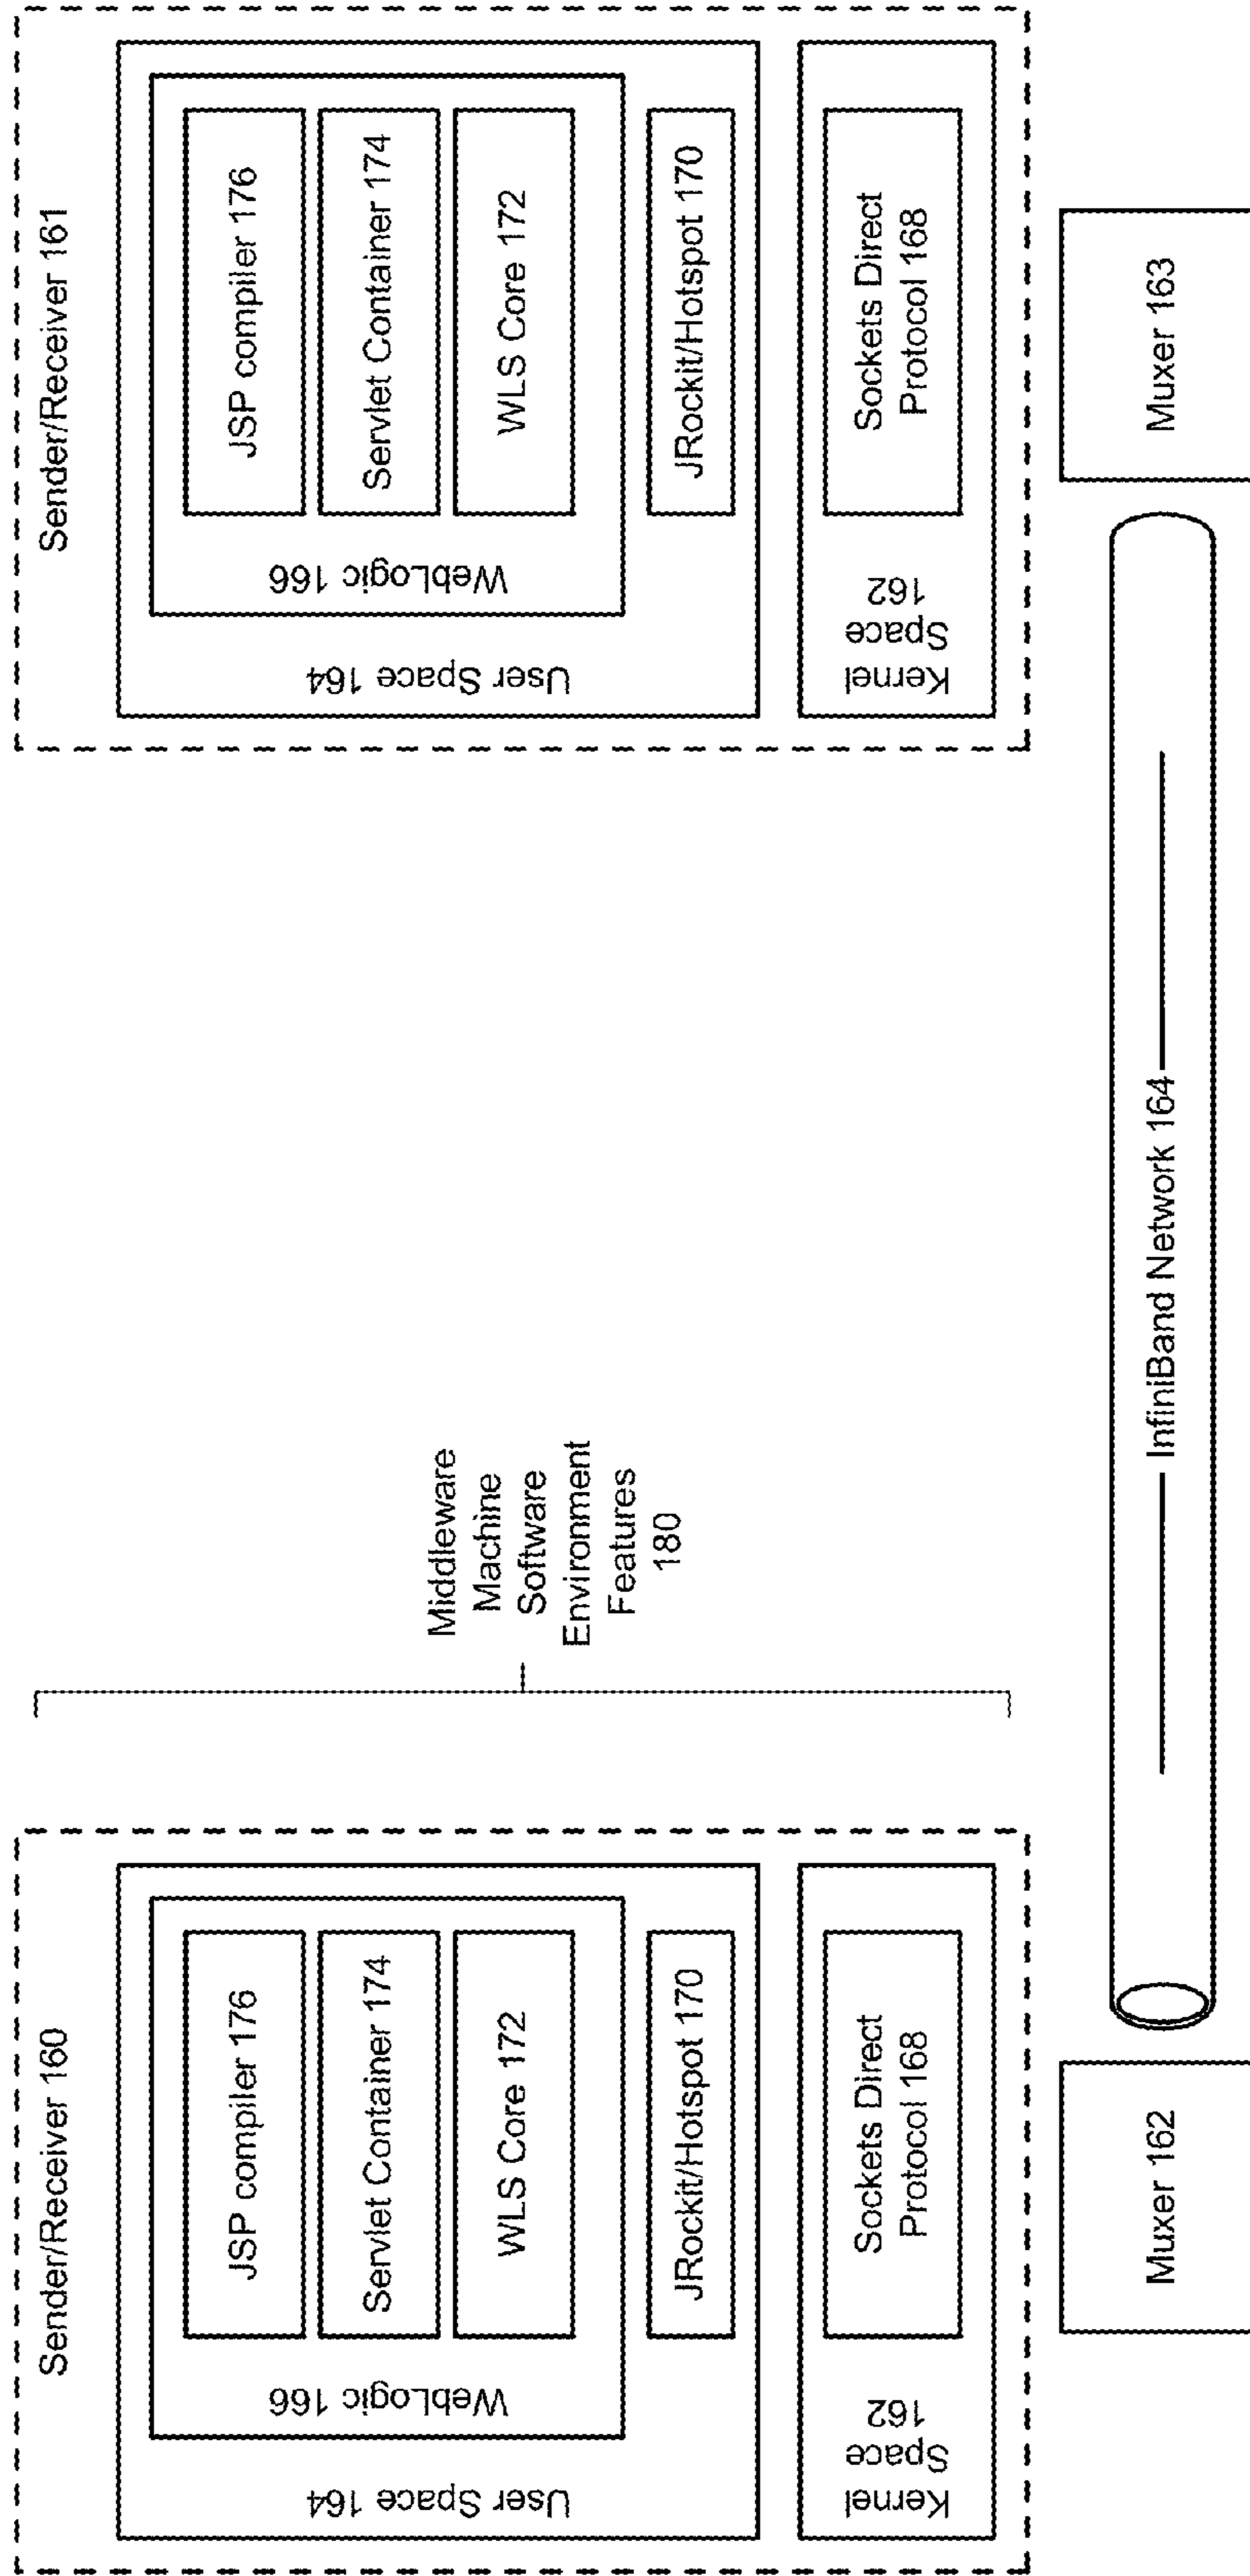 Sender/Receiver 160
User Space 164
WebLogic 166
JSP compiler 176
Servlet Container 174
WLS Core 172
JRockit/Hotspot 170
Kernel
Space
162
Sockets Direct
Protocol 168
Middleware
Machine
Software
Environment
Features
180
Sender/Receiver 161
User Space 164
WebLogic 166
JSP compiler 176
Servlet Container 174
WLS Core 172
JRockit/Hotspot 170
Kernel
Space
162
Sockets Direct
Protocol 168
Muxer 162
InfiniBand Network 164
Muxer 163